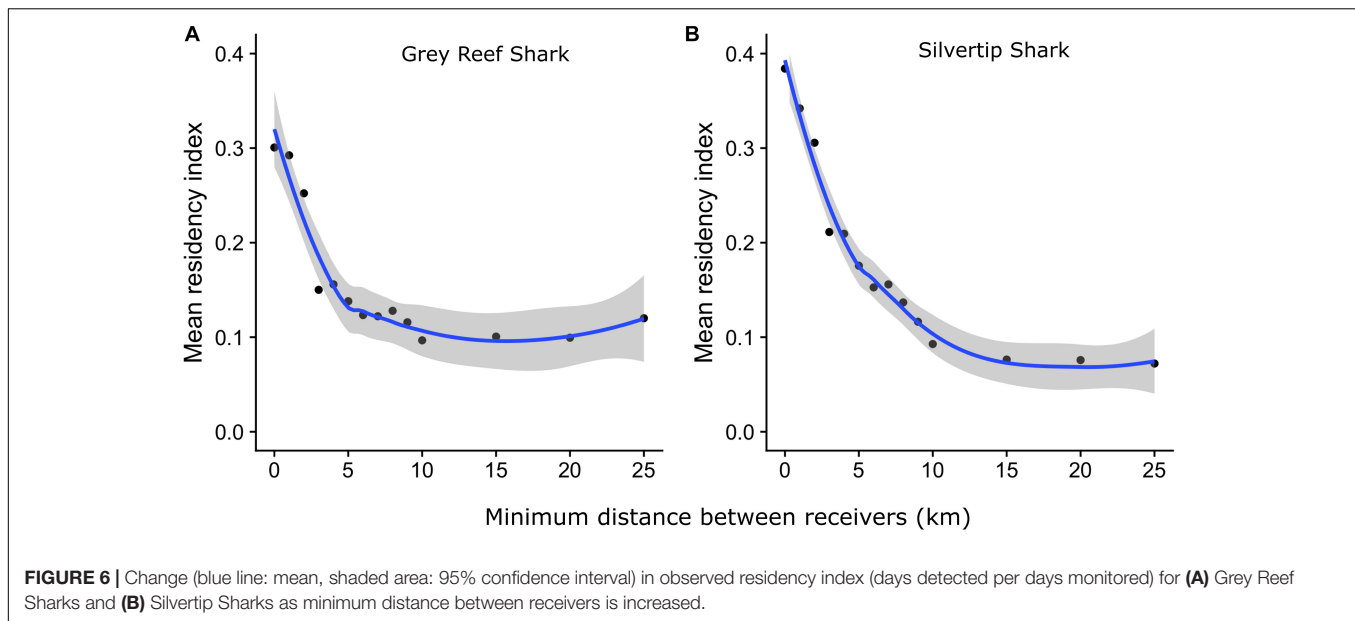 A
Grey Reef Shark
0.4
0.3
0.2
0.1
0.0
Mean residency index
0 5 10 15 20 25
B
Silvertip Shark
0.4
0.3
0.2
0.1
0.0
Mean residency index
0 5 10 15 20 25
Minimum distance between receivers (km)
FIGURE 6 | Change (blue line: mean, shaded area: 95% confidence interval) in observed residency index (days detected per days monitored) for (A) Grey Reef
Sharks and (B) Silvertip Sharks as minimum distance between receivers is increased.